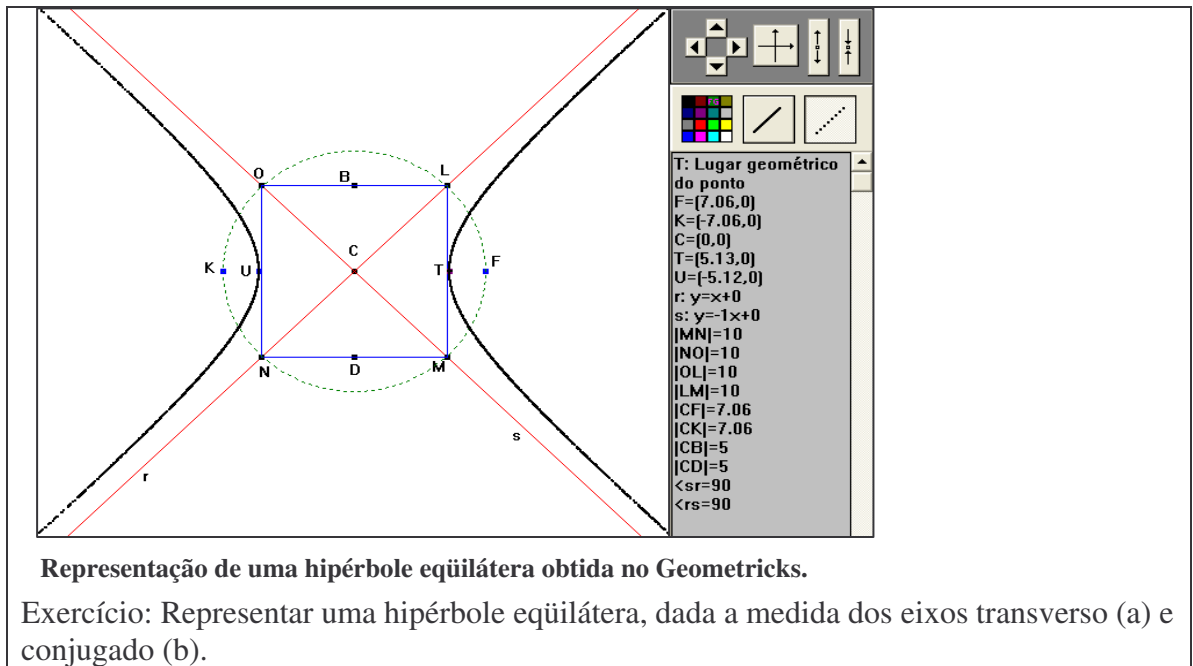 O
B
L
C
K
U
T
F
N
D
M
s
r
T: Lugar geométrico
do ponto
F=(7.06,0)
K=(-7.06,0)
C=(0,0)
T=(5.13,0)
U=(-5.12,0)
r: y=x+0
s: y=-1x+0
|MN|=10
|NO|=10
|OL|=10
|LM|=10
|CF|=7.06
|CK|=7.06
|CB|=5
|CD|=5
<sr=90
<rs=90
Representação de uma hipérbole eqüilátera obtida no Geometricks.
Exercício: Representar uma hipérbole eqüilátera, dada a medida dos eixos transverso (a) e
conjugado (b).